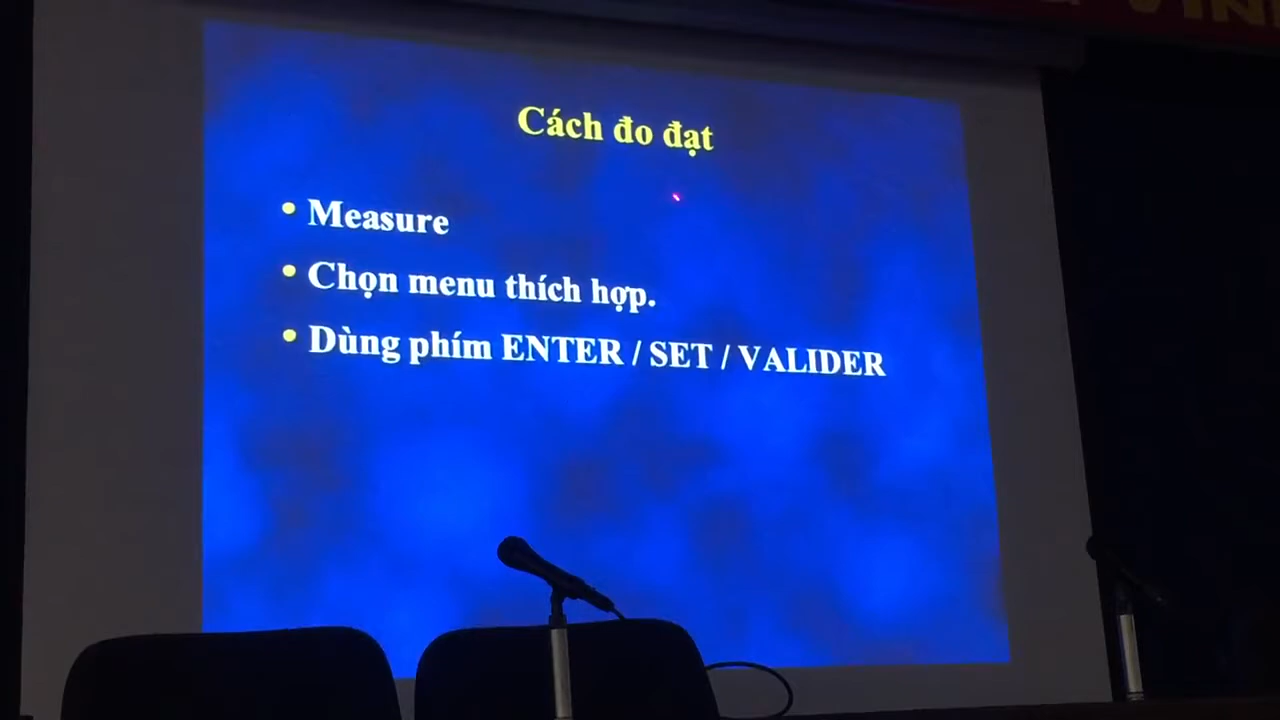 Cách đo đạt
• Measure
• Chọn menu thích hợp.
• Dùng phím ENTER / SET / VALIDER